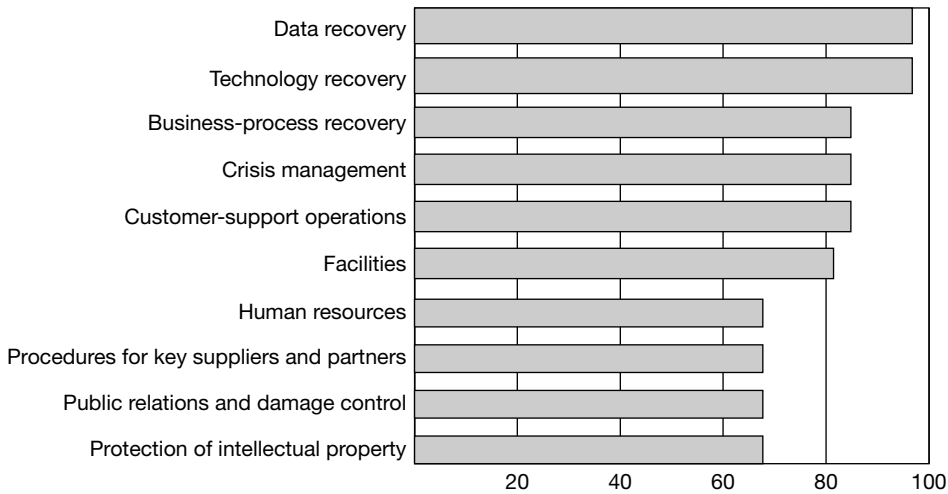 Data recovery
Technology recovery
Business-process recovery
Crisis management
Customer-support operations
Facilities
Human resources
Procedures for key suppliers and partners
Public relations and damage control
Protection of intellectual property
20 40 60 80 100